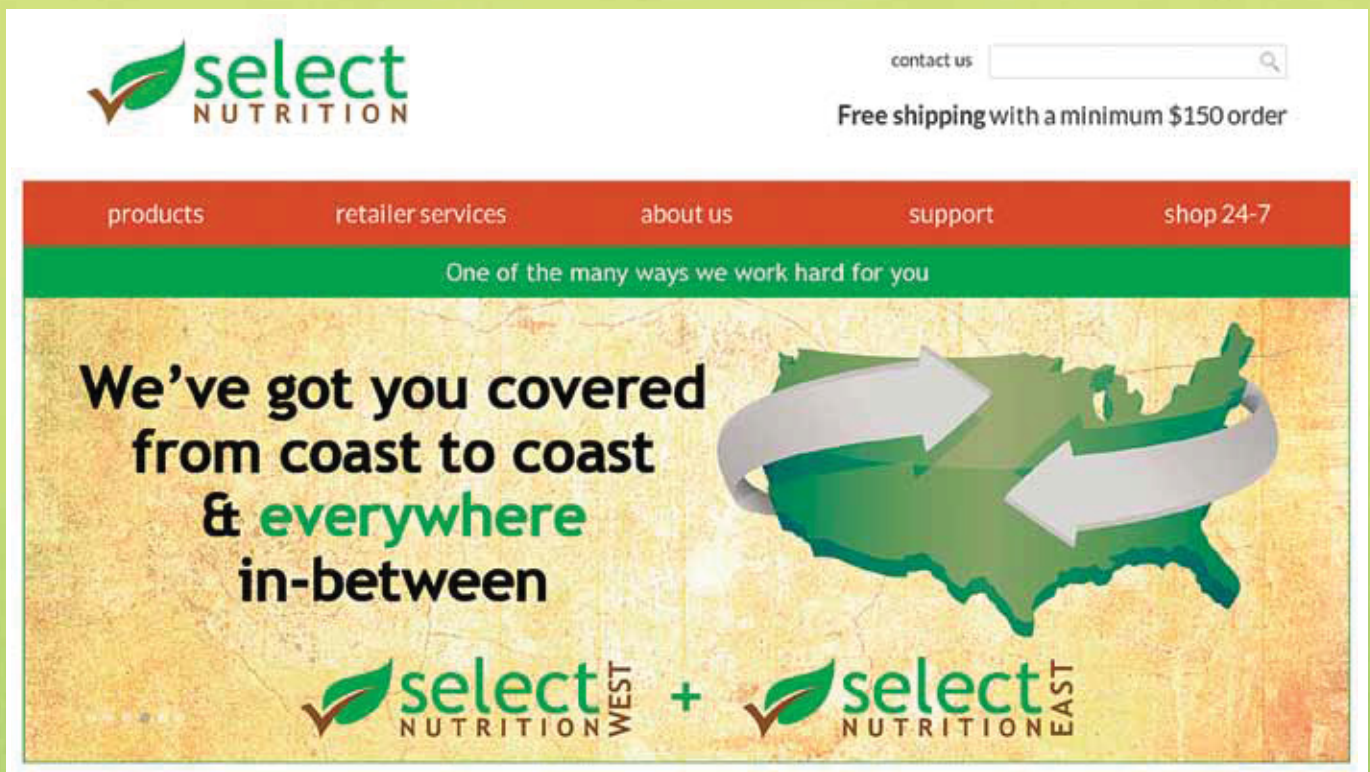 select
NUTRITION
contact us
Free shipping with a minimum $150 order
products retailer services about us support shop 24-7
One of the many ways we work hard for you
We've got you covered
from coast to coast
& everywhere
in-between
select
NUTRITION WEST
+
select
NUTRITION EAST